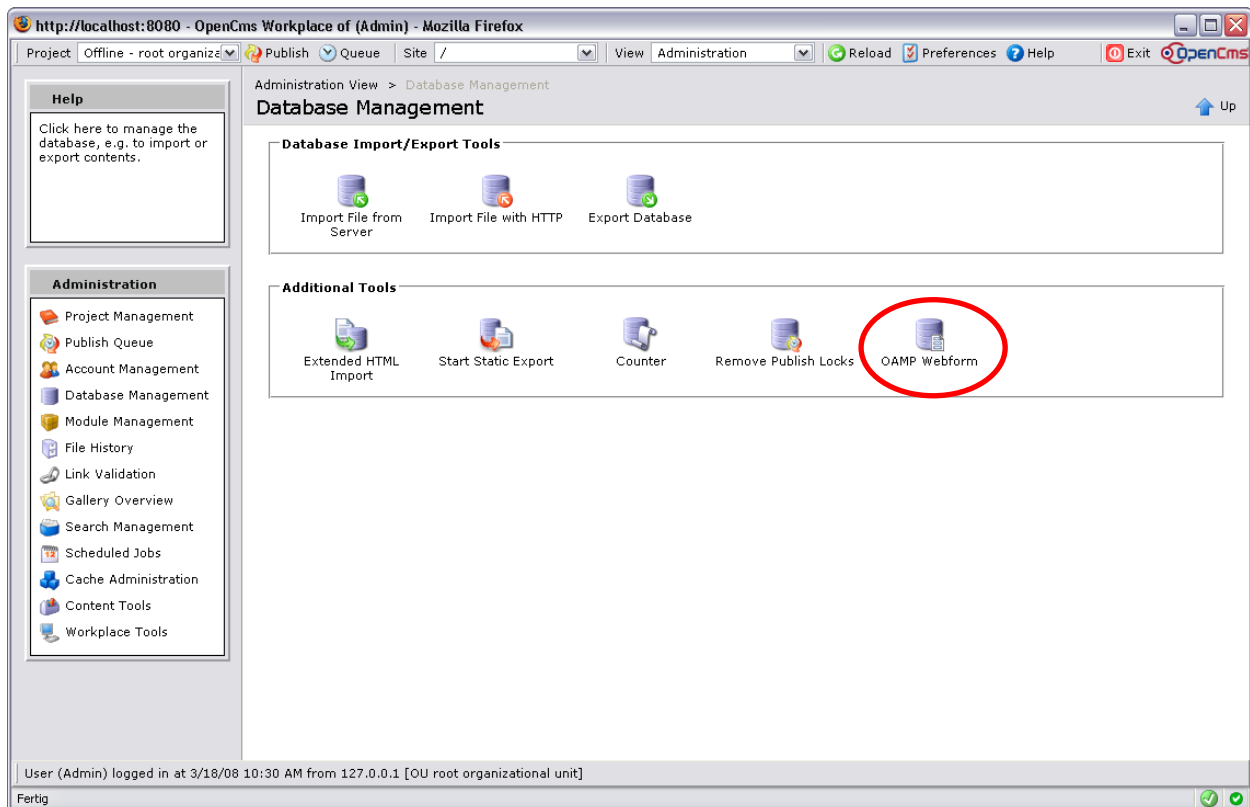 http://localhost:8080 - OpenCms Workplace of (Admin) - Mozilla Firefox
Project Offline - root organiza Publish Queue Site / View Administration Reload Preferences Help Exit OpenCms
Help
Click here to manage the
database, e.g. to import or
export contents.
Administration
Project Management
Publish Queue
Account Management
Database Management
Module Management
File History
Link Validation
Gallery Overview
Search Management
12
Scheduled Jobs
Cache Administration
Content Tools
Workplace Tools
Administration View > Database Management
Database Management
Up
Database Import/Export Tools
Import File from
Server
Import File with HTTP
Export Database
Additional Tools
Extended HTML
Import
Start Static Export
Counter
Remove Publish Locks
OAMP Webform
User (Admin) logged in at 3/18/08 10:30 AM from 127.0.0.1 [OU root organizational unit]
Fertig